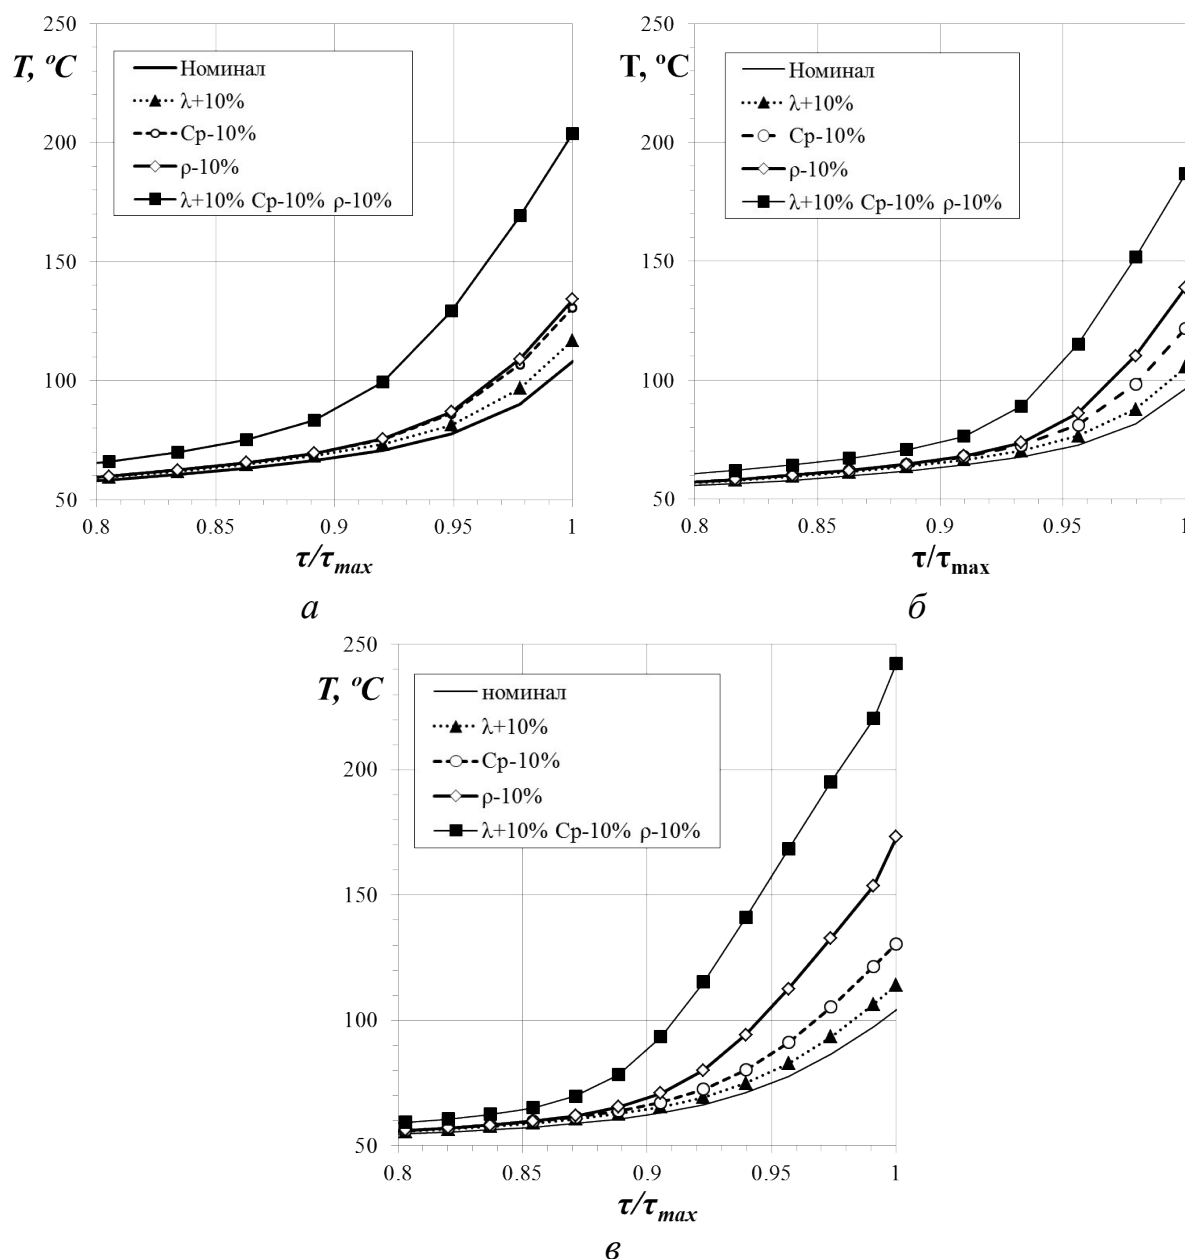 250
200
150
100
50
T, ºC
Номинал
λ+10%
Cp-10%
ρ-10%
λ+10% Cp-10% ρ-10%
0.8 0.85 0.9 0.95 1
τ/τmax
а
250
200
150
100
50
T, ºC
Номинал
λ+10%
Cp-10%
ρ-10%
λ+10% Cp-10% ρ-10%
0.8 0.85 0.9 0.95 1
τ/τmax
б
250
200
150
100
50
T, ºC
номинал
λ+10%
Cp-10%
ρ-10%
λ+10% Cp-10% ρ-10%
0.8 0.85 0.9 0.95 1
τ/τmax
в